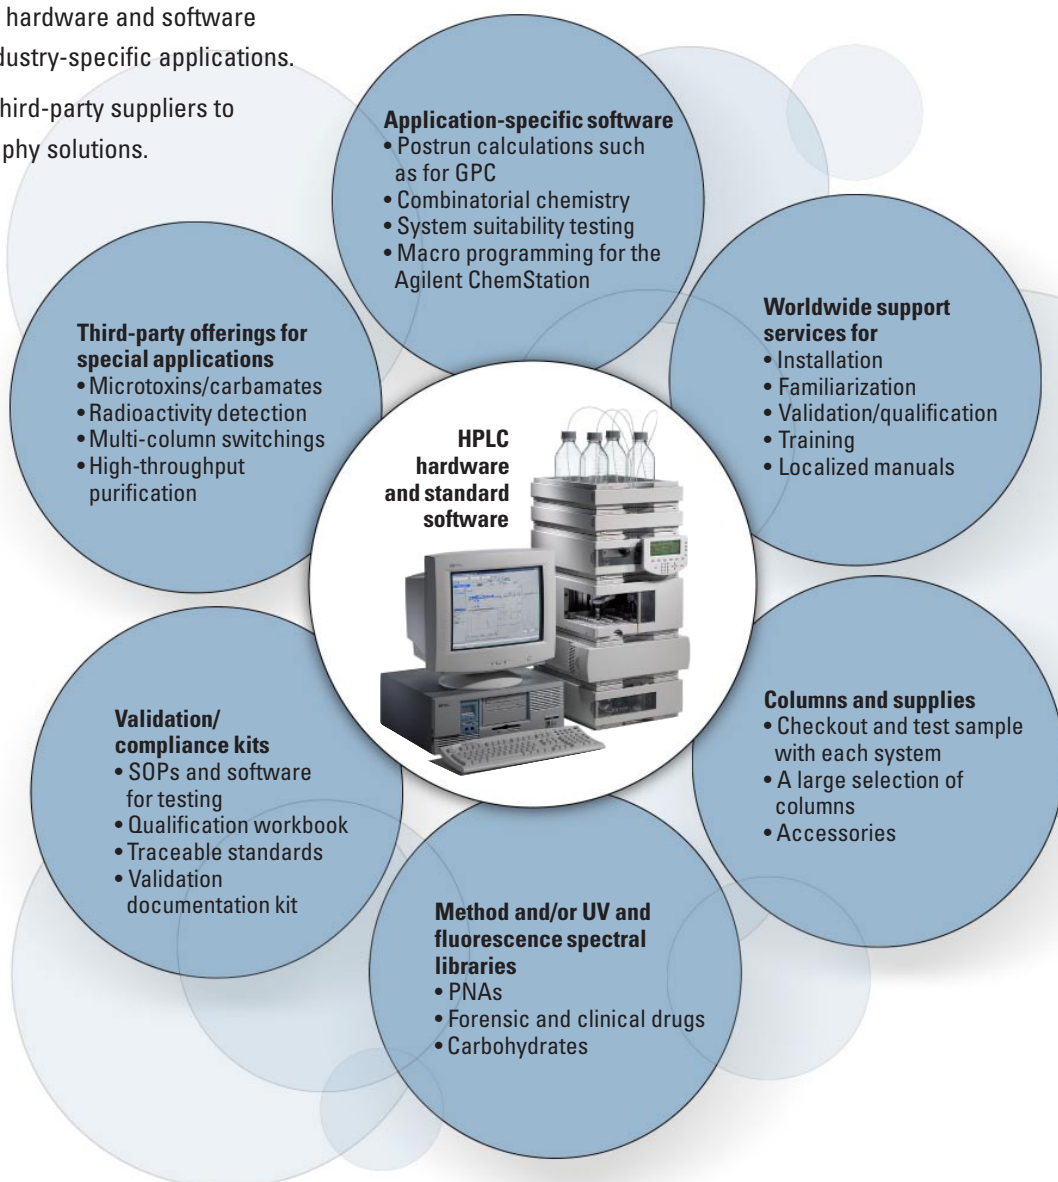 hardware and software
dustry-specific applications.
hird-party suppliers to
phy solutions.
Application-specific software
• Postrun calculations such
as for GPC
• Combinatorial chemistry
• System suitability testing
• Macro programming for the
Agilent ChemStation
Third-party offerings for
special applications
• Microtoxins/carbamates
• Radioactivity detection
• Multi-column switchings
• High-throughput
purification
Worldwide support
services for
• Installation
• Familiarization
• Validation/qualification
• Training
• Localized manuals
HPLC
hardware
and standard
software
Validation/
compliance kits
• SOPs and software
for testing
• Qualification workbook
• Traceable standards
• Validation
documentation kit
Columns and supplies
• Checkout and test sample
with each system
• A large selection of
columns
• Accessories
Method and/or UV and
fluorescence spectral
libraries
• PNAs
• Forensic and clinical drugs
• Carbohydrates